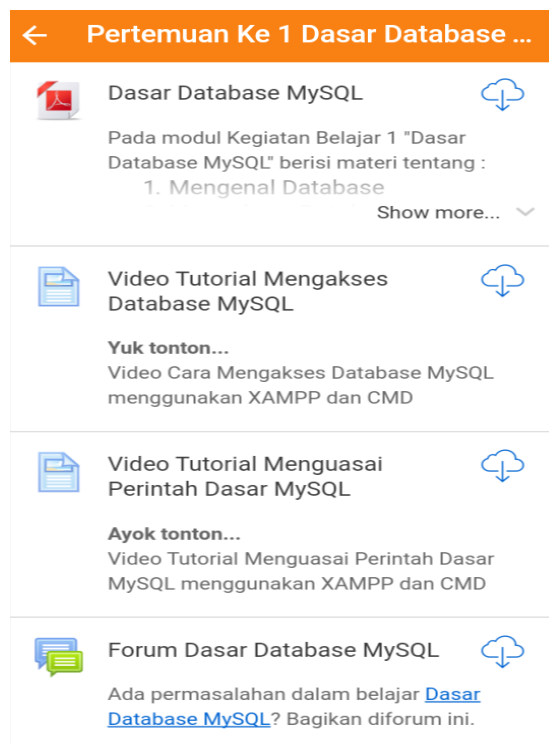 Pertemuan Ke 1 Dasar Database ...
Dasar Database MySQL
Pada modul Kegiatan Belajar 1 "Dasar
Database MySQL" berisi materi tentang :
1. Mengenal Database
Show more...
Video Tutorial Mengakses
Database MySQL
Yuk tonton...
Video Cara Mengakses Database MySQL
menggunakan XAMPP dan CMD
Video Tutorial Menguasai
Perintah Dasar MySQL
Ayok tonton...
Video Tutorial Menguasai Perintah Dasar
MySQL menggunakan XAMPP dan CMD
Forum Dasar Database MySQL
Ada permasalahan dalam belajar Dasar
Database MySQL? Bagikan diforum ini.